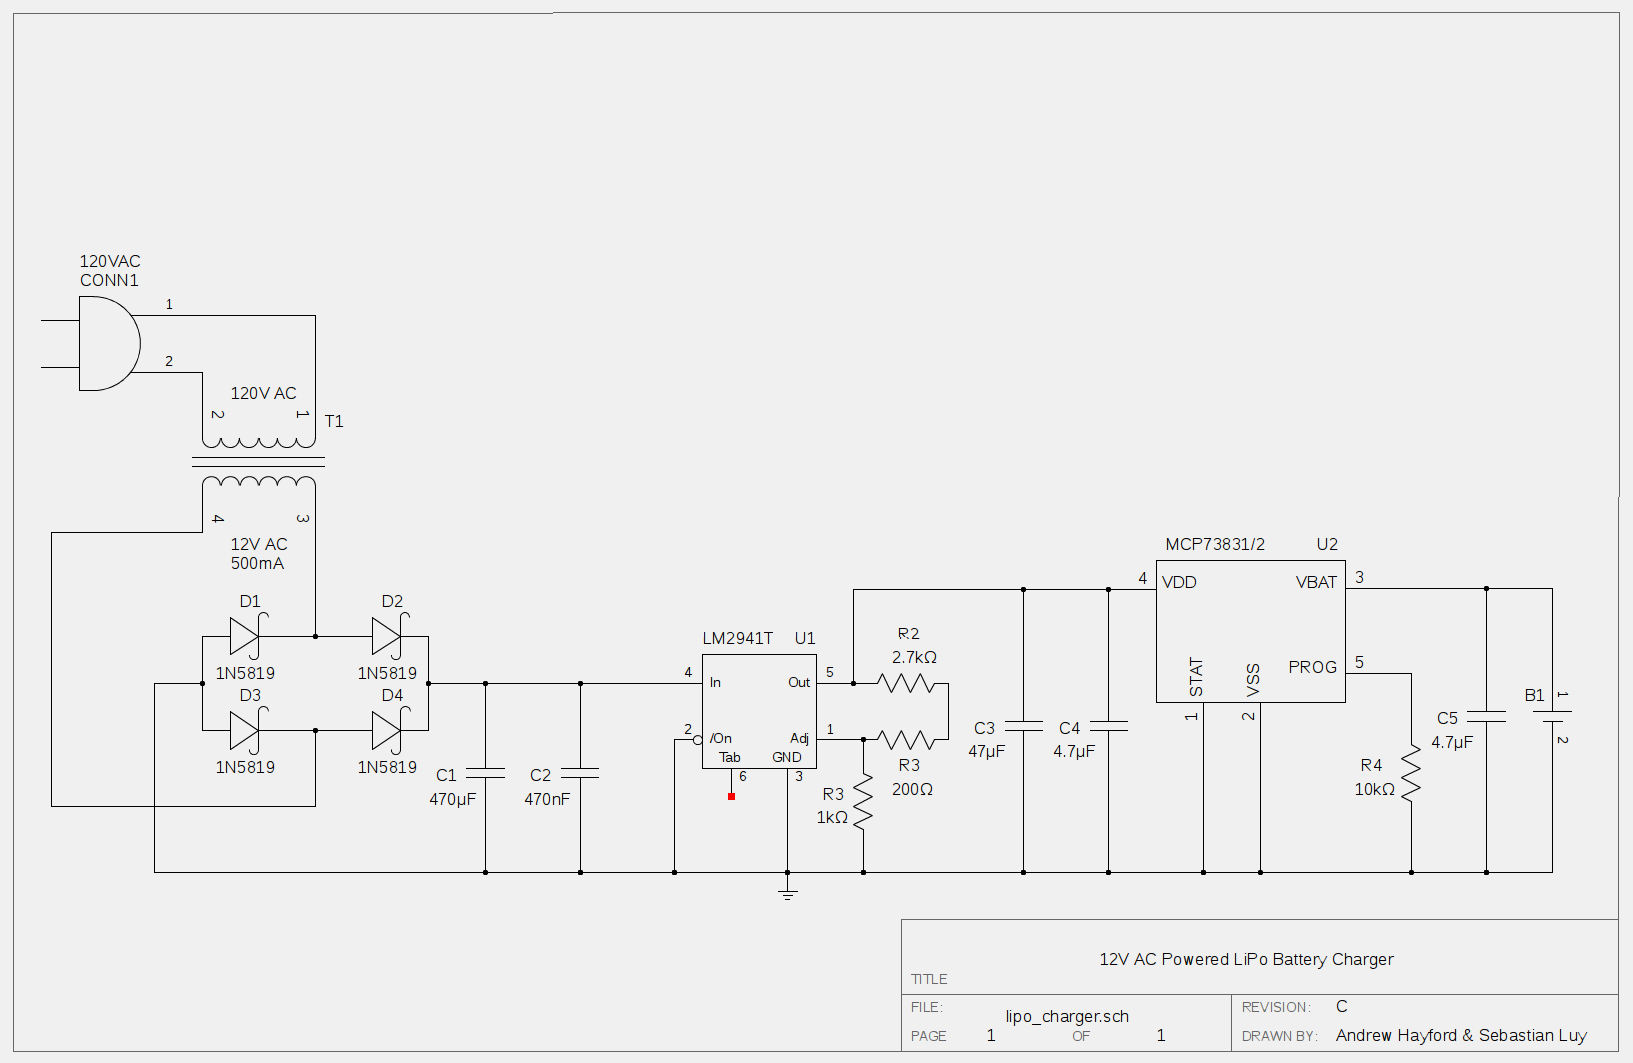 120VAC
CONN1
1
2
120V AC
2
1
T1
4
3
12V AC
500mA
D1
D2
1N5819
1N5819
D3
D4
1N5819
1N5819
C1
470µF
C2
470nF
LM2941T
U1
4
In
Out
5
2
/On
Adj
1
Tab
GND
6
3
R2
2.7kΩ
R3
200Ω
R3
1kΩ
C3
47µF
C4
4.7µF
MCP73831/2
U2
4
VDD
VBAT
3
STAT
VSS
PROG
5
1
2
R4
10kΩ
C5
4.7µF
B1
1
2
12V AC Powered LiPo Battery Charger
TITLE
FILE:
lipo_charger.sch
REVISION:
C
PAGE
1
OF
1
DRAWN BY:
Andrew Hayford & Sebastian Luy